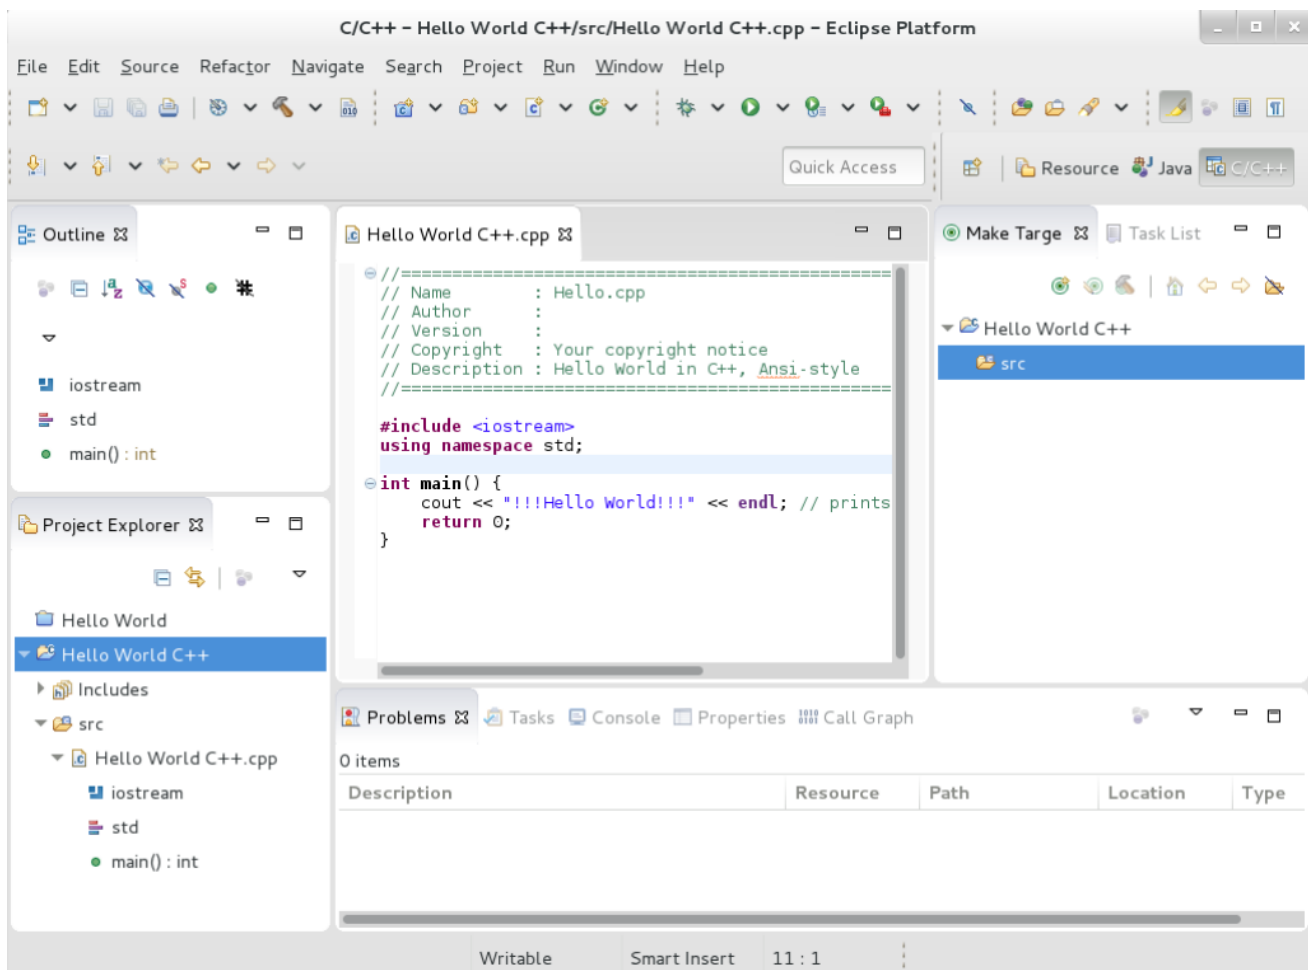 C/C++ – Hello World C++/src/Hello World C++.cpp – Eclipse Platform
File Edit Source Refactor Navigate Search Project Run Window Help
Quick Access
Resource
Java
C/C++
Outline
iostream
std
main() : int
Project Explorer
Hello World
Hello World C++
Includes
src
Hello World C++.cpp
iostream
std
main() : int
Hello World C++.cpp
//================================================
// Name        : Hello.cpp
// Author      :
// Version     :
// Copyright   : Your copyright notice
// Description : Hello World in C++, Ansi-style
//================================================
#include <iostream>
using namespace std;
int main() {
    cout << "!!!Hello World!!!" << endl; // prints
    return 0;
}
Make Targe
Task List
Hello World C++
src
Problems Tasks Console Properties Call Graph
0 items
Description Resource Path Location Type
Writable Smart Insert 11 : 1